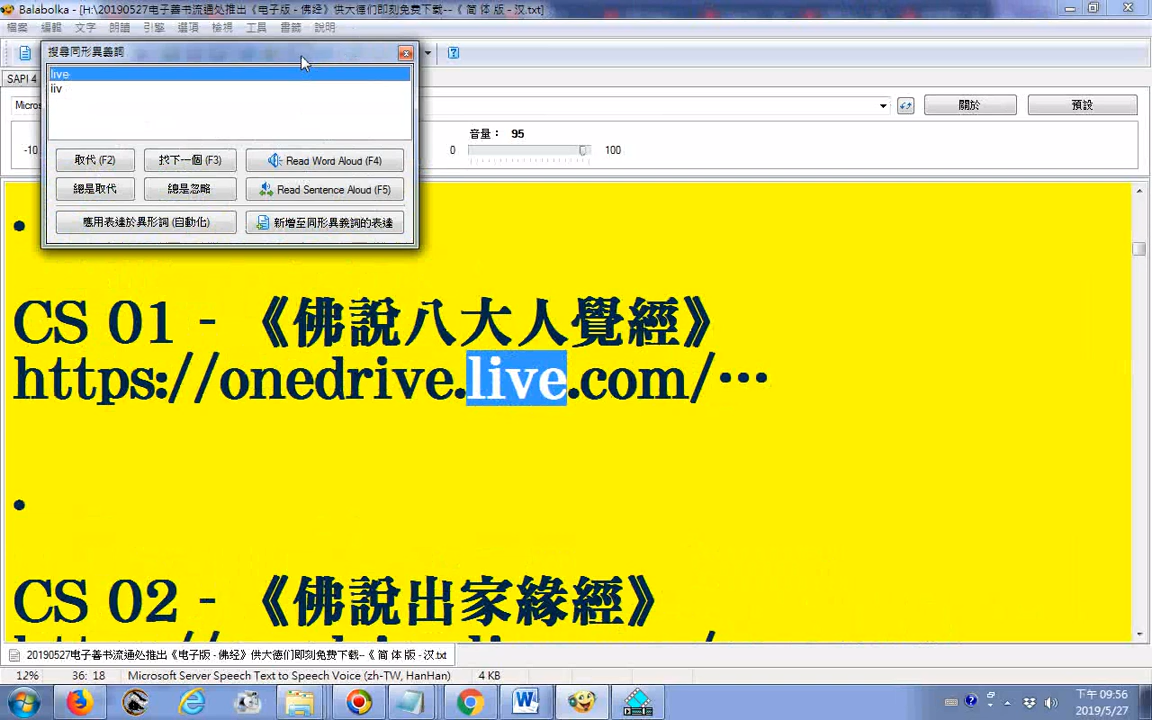 Balabolka - [H:\20190527电子善书流通处推出《电子版 - 佛经》供大德们即刻免费下载--《 简 体 版 - 汉.txt]
檔案 編輯 文字 朗讀 引擎 選項 檢視 工具 書籤 說明
搜尋同形異義詞
live
liv
SAPI 4
Micros
關於
預設
-10
音量： 95
0
100
取代 (F2)
找下一個 (F3)
Read Word Aloud (F4)
總是取代
總是忽略
Read Sentence Aloud (F5)
應用表達於異形詞 (自動化)
新增至同形異義詞的表達
•
CS 01 - 《佛說八大人覺經》
https://onedrive.live.com/⋯
•
CS 02 - 《佛說出家緣經》
20190527电子善书流通处推出《电子版 - 佛经》供大德们即刻免费下载--《 简 体 版 - 汉.txt
12%
36: 18
Microsoft Server Speech Text to Speech Voice (zh-TW, HanHan)
4 KB
下午 09:56
2019/5/27